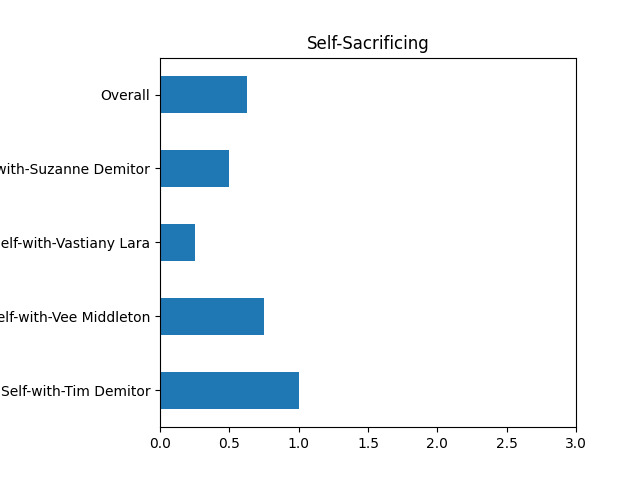 Self-Sacrificing
Overall
with-Suzanne Demitor
elf-with-Vastiany Lara
elf-with-Vee Middleton
Self-with-Tim Demitor
0.0 0.5 1.0 1.5 2.0 2.5 3.0